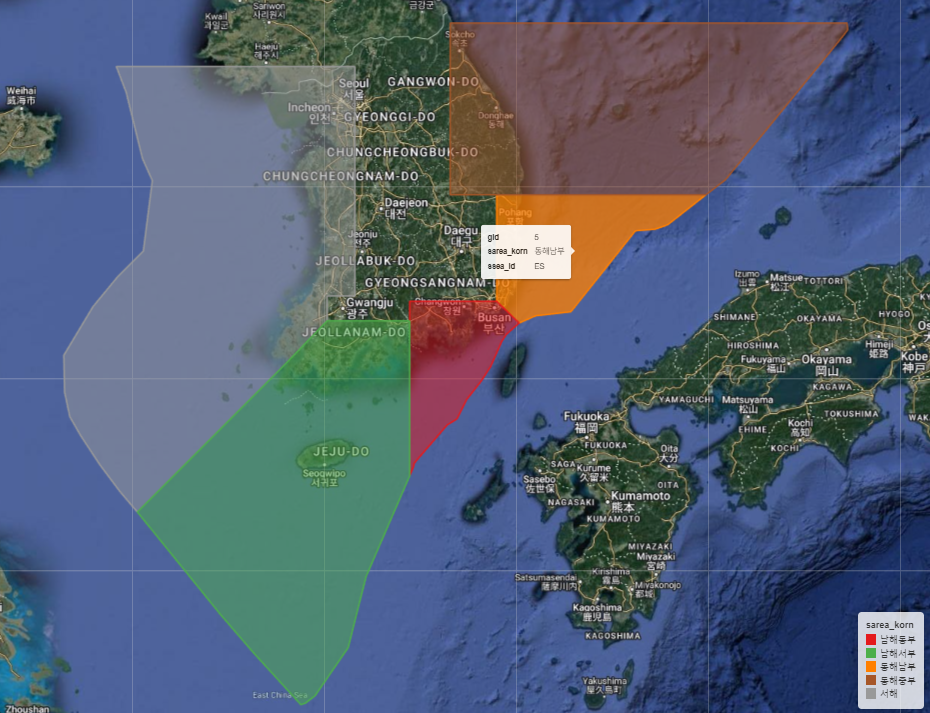 Sariwon
사리원시
금강군
Kwail
과일군
Haeju
해주시
Sokcho
속초
Weihai
威海市
Seoul
서울
GANGWON-DO
Incheon
인천
GYEONGGI-DO
Donghae
동해
CHUNGCHEONGBUK-DO
CHUNGCHEONGNAM-DO
Daejeon
대전
Pohang
포항
Jeonju
전주
Daegu
대구
gid 5
sarea_korn 동해남부
ssea_id ES
JEOLLABUK-DO
GYEONGSANGNAM-DO
Gwangju
광주
Changwon
창원
Busan
부산
JEOLLANAM-DO
Izumo
出雲
Matsue
松江
TOTTORI
SHIMANE
OKAYAMA
HYOGO
HIROSHIMA
Himeji
姫路
Fukuyama
福山
Okayama
岡山
Kobe
神戸
KAGAWA
YAMAGUCHI
Matsuyama
松山
TOKUSHIMA
Fukuoka
福岡
EHIME
Kochi
高知
KOCHI
FUKUOKA
Oita
大分
JEJU-DO
Seogwipo
서귀포
SAGA
Kurume
久留米
Sasebo
佐世保
OITA
NAGASAKI
Kumamoto
熊本
KUMAMOTO
MIYAZAKI
Miyazaki
宮崎
Satsumasendai
薩摩川内
Kirishima
霧島
Miyakonojo
都城
Kagoshima
鹿児島
KAGOSHIMA
sarea_korn
남해동부
남해서부
동해남부
동해중부
서해
Yakushima
屋久島町
East China Sea
Zhoushan